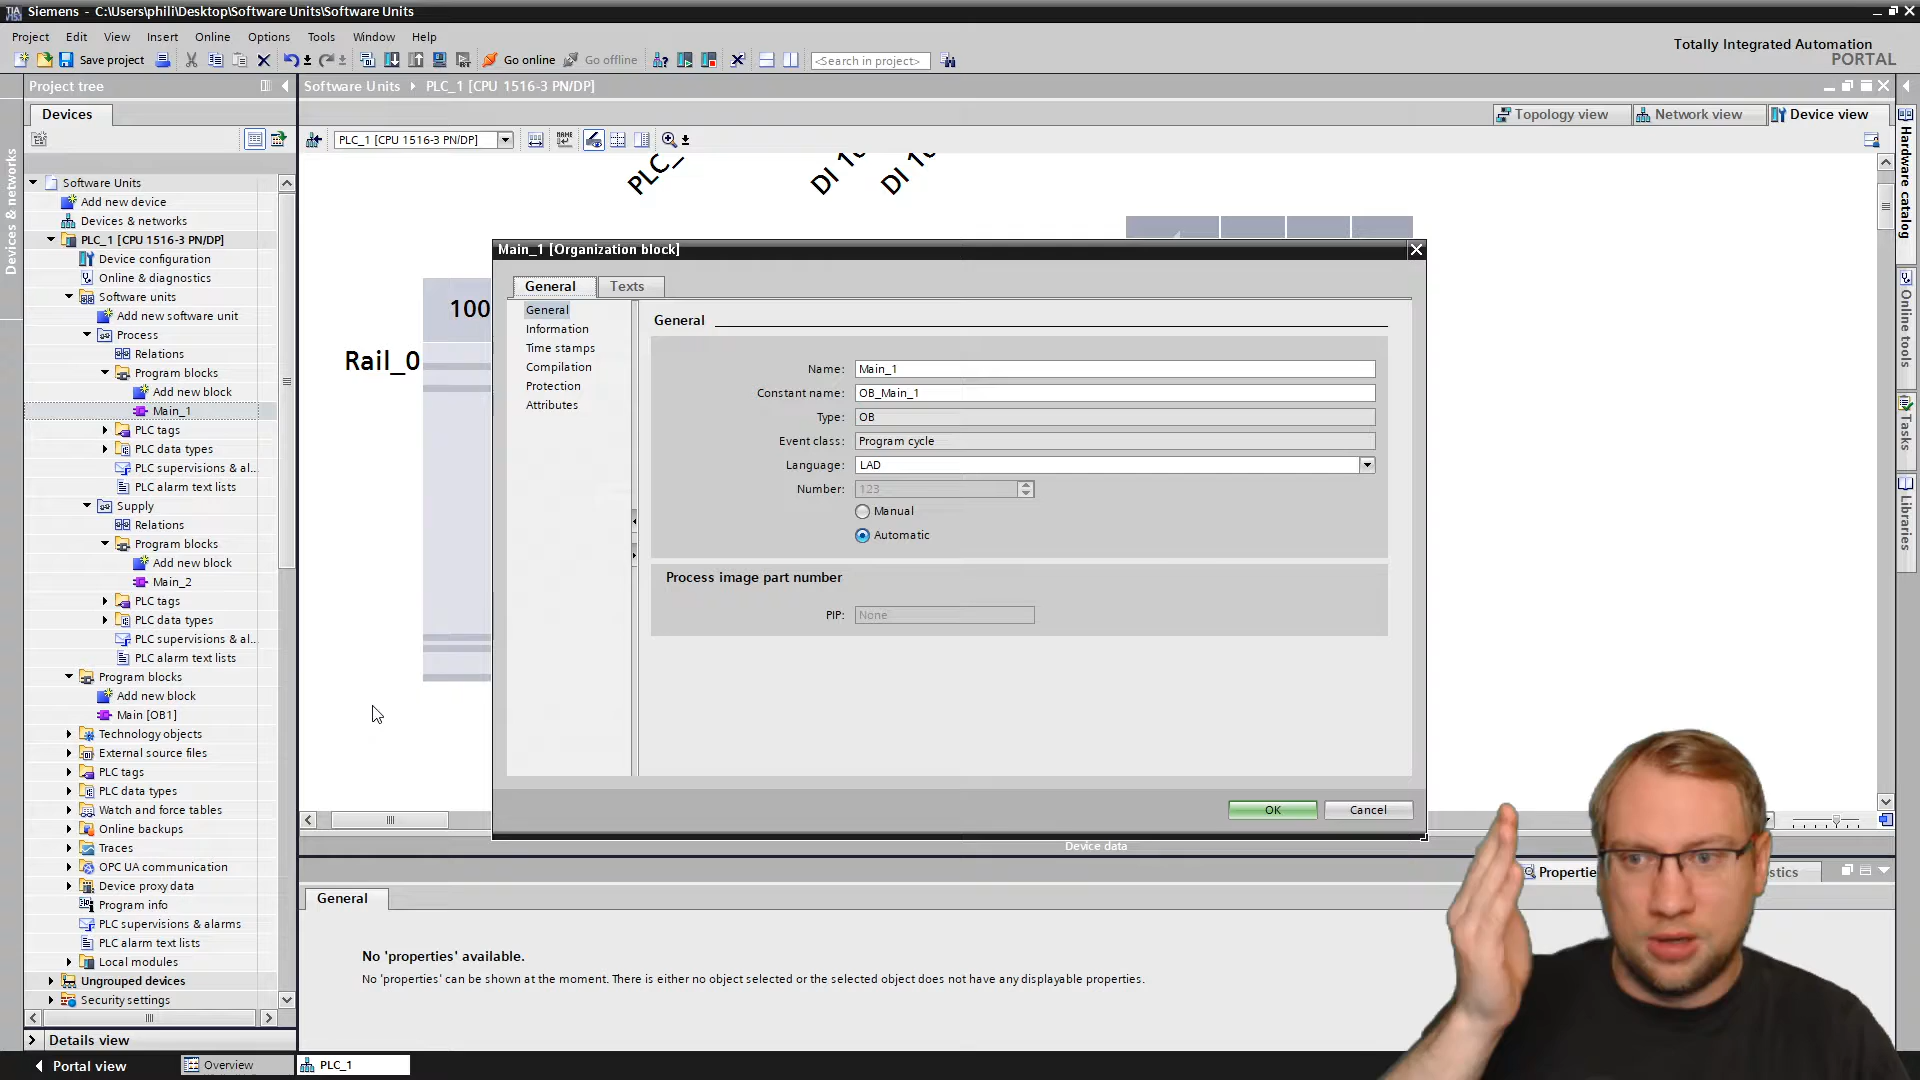 Siemens - C:\Users\phili\Desktop\Software Units\Software Units
Project Edit View Insert Online Options Tools Window Help
Totally Integrated Automation
PORTAL
Save project
Go online
Go offline
<Search in project>
Project tree
Software Units ▸ PLC_1 [CPU 1516-3 PN/DP]
Devices
Topology view
Network view
Device view
PLC_1 [CPU 1516-3 PN/DP]
Devices & networks
Hardware catalog
Online tools
Tasks
Libraries
Software Units
Add new device
Devices & networks
PLC_1 [CPU 1516-3 PN/DP]
Device configuration
Online & diagnostics
Software units
Add new software unit
Process
Relations
Program blocks
Add new block
Main_1
PLC tags
PLC data types
PLC supervisions & al...
PLC alarm text lists
Supply
Relations
Program blocks
Add new block
Main_2
PLC tags
PLC data types
PLC supervisions & al...
PLC alarm text lists
Program blocks
Add new block
Main [OB1]
Technology objects
External source files
PLC tags
PLC data types
Watch and force tables
Online backups
Traces
OPC UA communication
Device proxy data
Program info
PLC supervisions & alarms
PLC alarm text lists
Local modules
Ungrouped devices
Security settings
Details view
Portal view
Overview
PLC_1
PLC_
DI
DI
100
Rail_0
Main_1 [Organization block]
General
Texts
General
Information
Time stamps
Compilation
Protection
Attributes
General
Name: Main_1
Constant name: OB_Main_1
Type: OB
Event class: Program cycle
Language: LAD
Number: 123
Manual
Automatic
Process image part number
PIP: None
OK
Cancel
Device data
Propertie
stics
General
No 'properties' available.
No 'properties' can be shown at the moment. There is either no object selected or the selected object does not have any displayable properties.